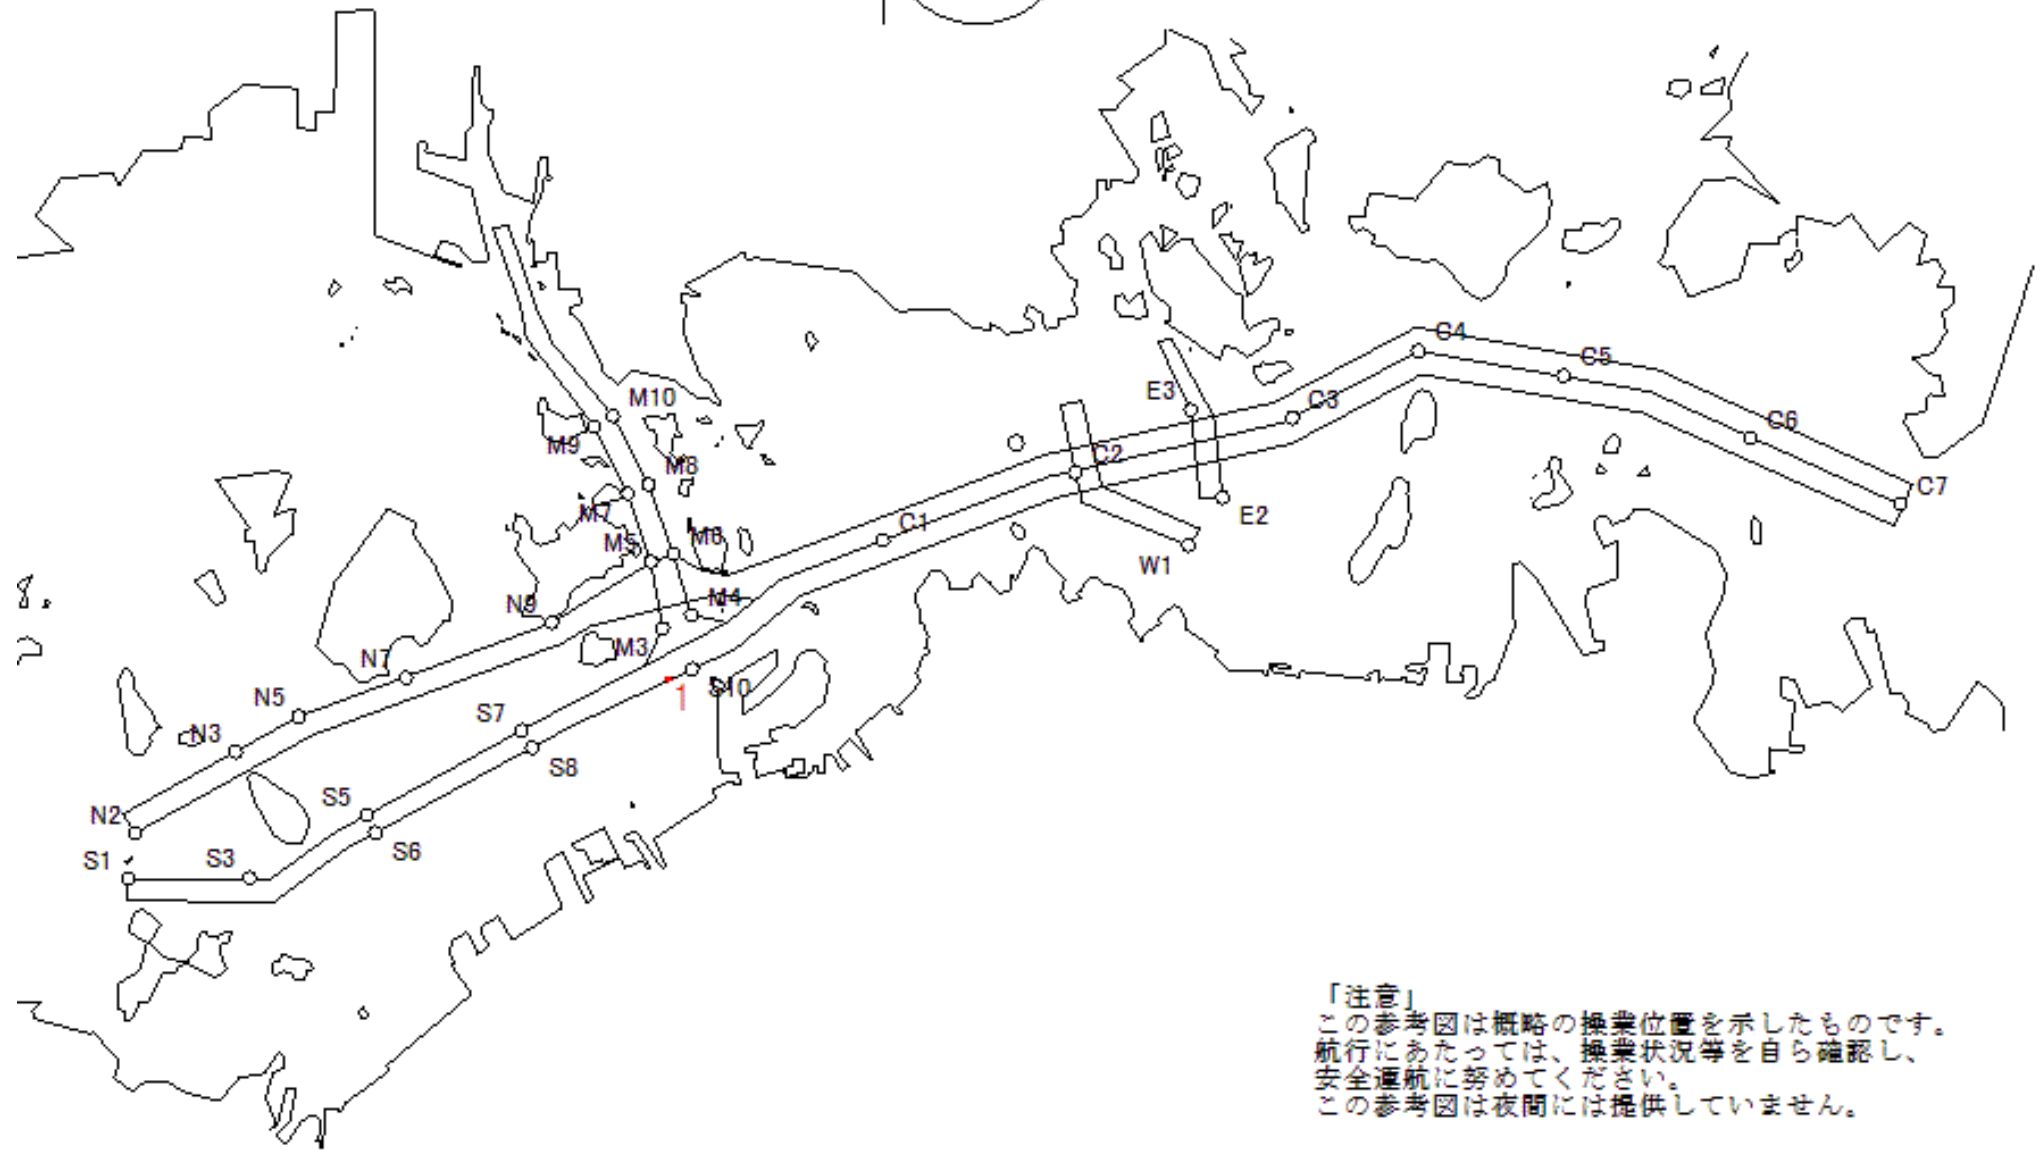 C4
C5
M10
E3
C3
C6
M9
C2
M8
C7
M7
E2
C1
M6
M5
W1
N9
M4
M3
N7
S10
1
N5
S7
N3
S8
S5
N2
S6
S1
S3
「注意」
この参考図は概略の操業位置を示したものです。
航行にあたっては、操業状況等を自ら確認し、
安全運航に努めてください。
この参考図は夜間には提供していません。